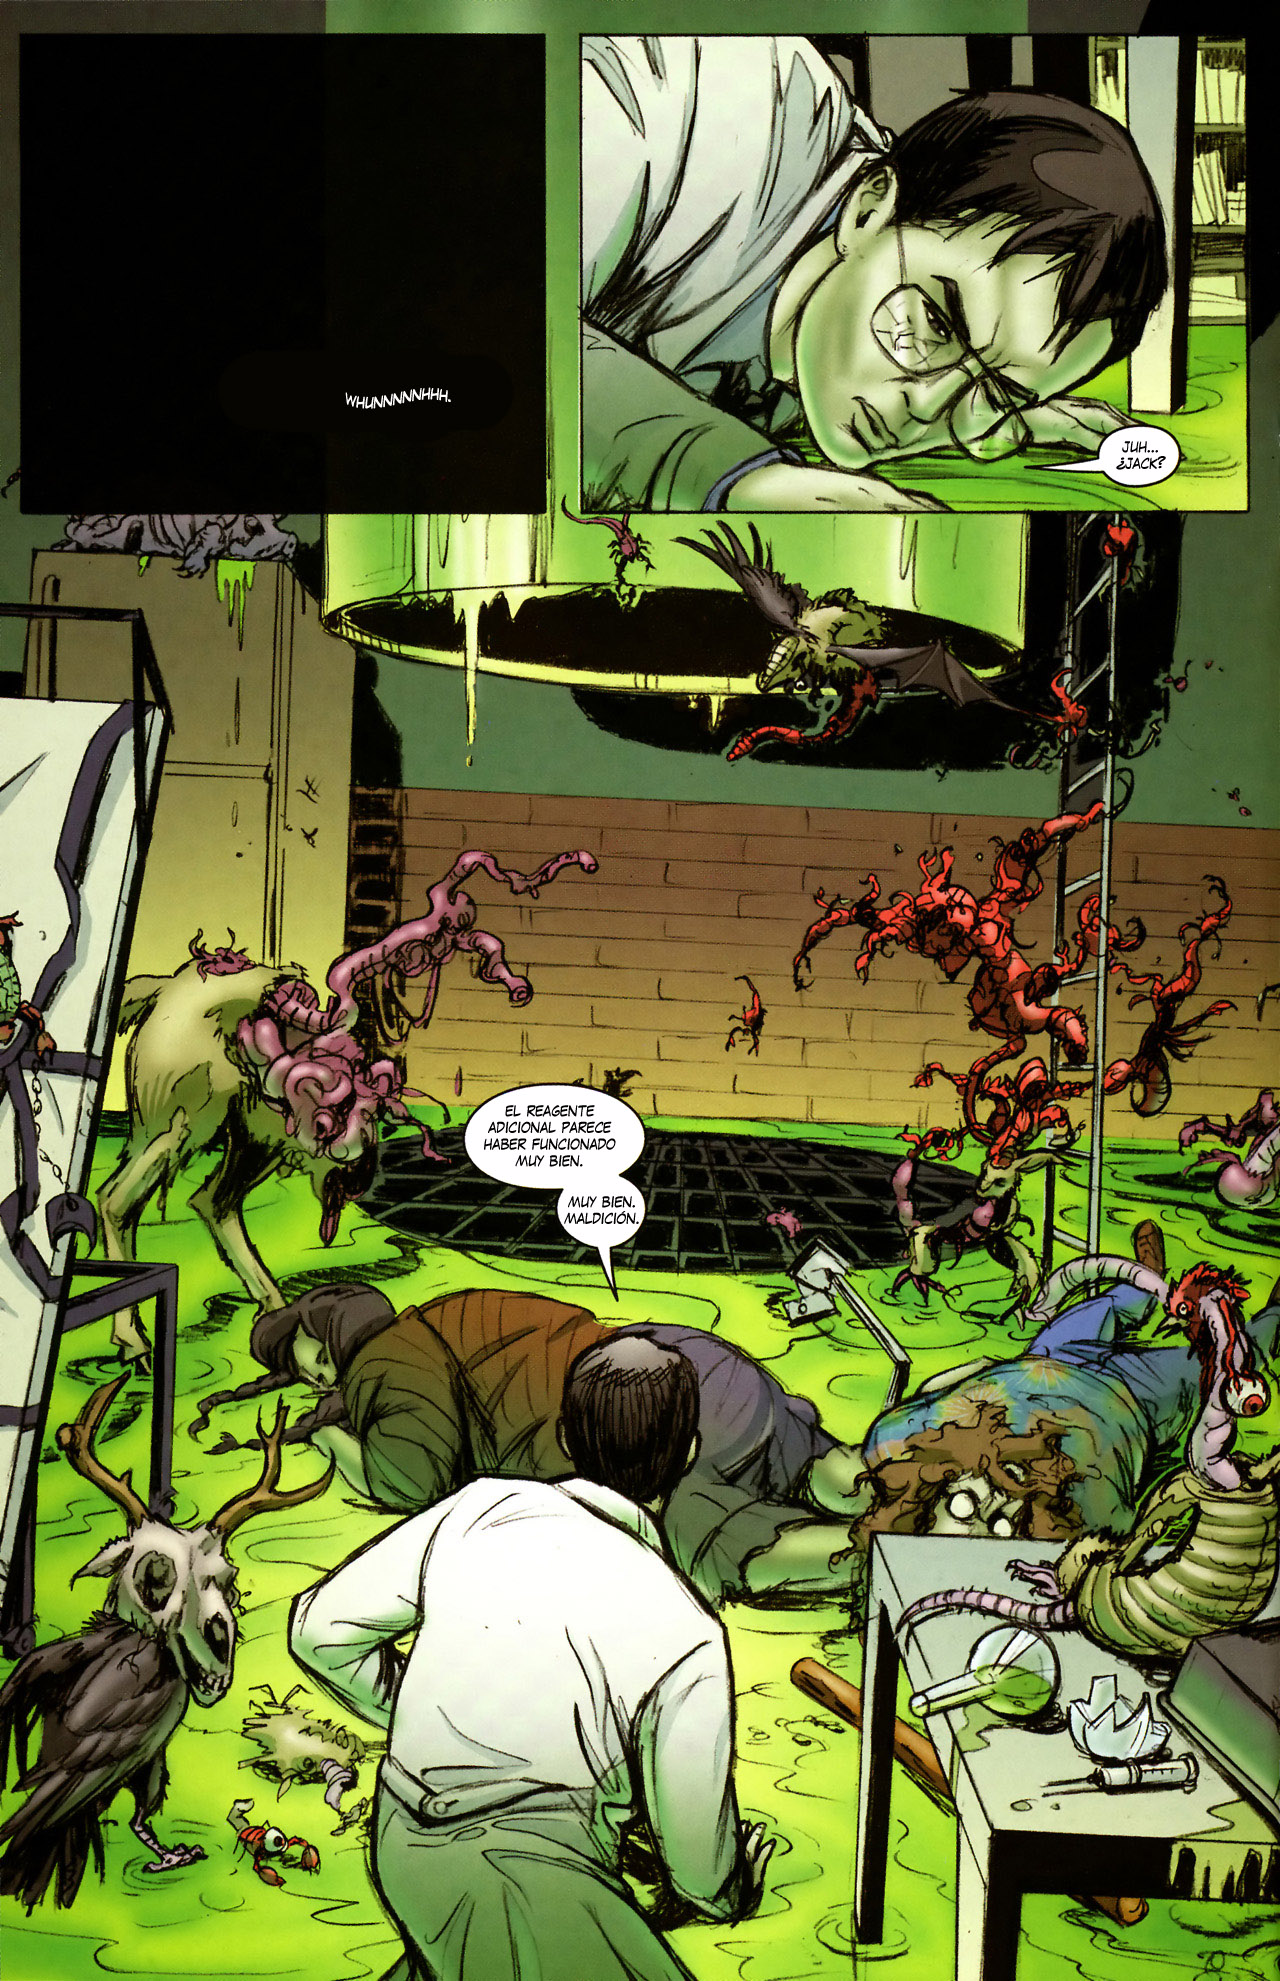 WHUNNNNNHHH.
JUH...
¿JACK?
EL REAGENTE
ADICIONAL PARECE
HABER FUNCIONADO
MUY BIEN.
MUY BIEN.
MALDICIÓN.